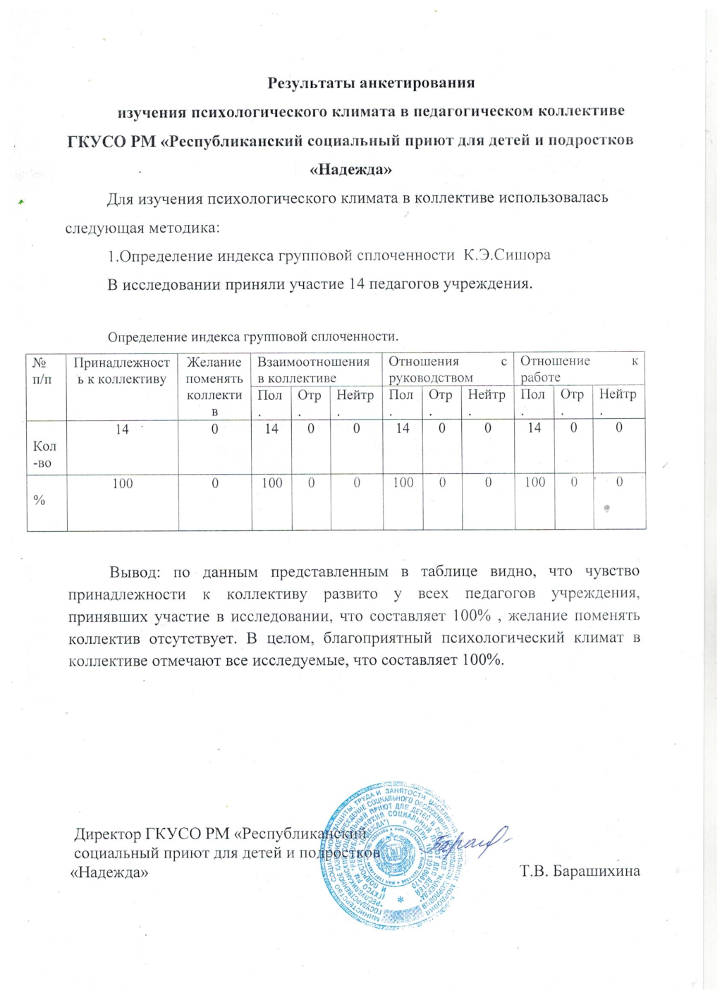 Результаты анкетирования
изучения психологического климата в педагогическом коллективе
ГКУСО РМ «Республиканский социальный приют для детей и подростков
«Надежда»
Для изучения психологического климата в коллективе использовалась
следующая методика:
1.Определение индекса групповой сплоченности К.Э.Сишора
В исследовании приняли участие 14 педагогов учреждения.
Определение индекса групповой сплоченности.
№ Принадлежност Желание Взаимоотношения Отношения с Отношение к
п/п ь к коллективу поменять в коллективе руководством работе
коллекти Пол Отр Нейтр Пол Отр Нейтр Пол Отр Нейтр
в . . . . . . . . .
14 0 14 0 0 14 0 0 14 0 0
Кол
-во
100 0 100 0 0 100 0 0 100 0 0
%
Вывод: по данным представленным в таблице видно, что чувство
принадлежности к коллективу развито у всех педагогов учреждения,
принявших участие в исследовании, что составляет 100% , желание поменять
коллектив отсутствует. В целом, благоприятный психологический климат в
коллективе отмечают все исследуемые, что составляет 100%.
Директор ГКУСО РМ «Республиканский
социальный приют для детей и подростков
«Надежда» Т.В. Барашихина